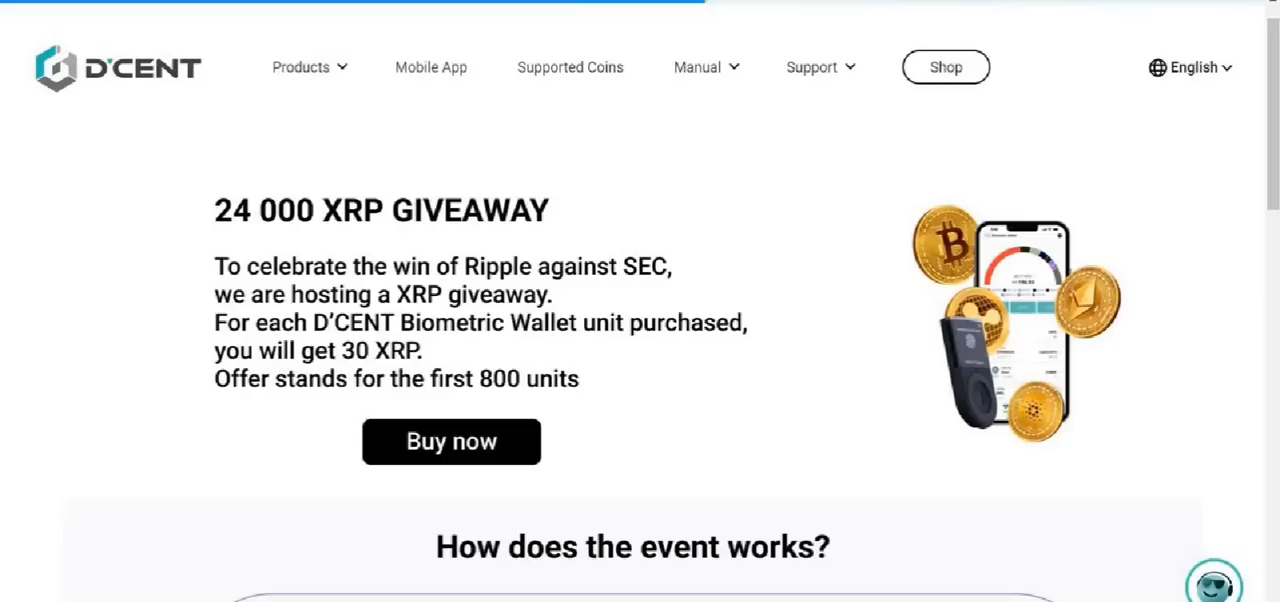 D'CENT
Products
Mobile App
Supported Coins
Manual
Support
Shop
English
24 000 XRP GIVEAWAY
To celebrate the win of Ripple against SEC,
we are hosting a XRP giveaway.
For each D'CENT Biometric Wallet unit purchased,
you will get 30 XRP.
Offer stands for the first 800 units
Buy now
How does the event works?